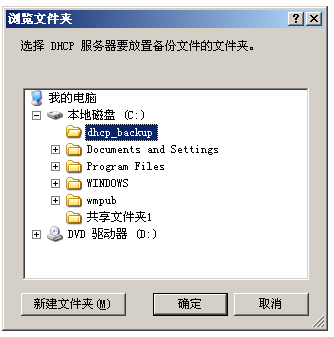 浏览文件夹
选择 DHCP 服务器要放置备份文件的文件夹。
我的电脑
本地磁盘 (C:)
dhcp_backup
Documents and Settings
Program Files
WINDOWS
wmpub
共享文件夹1
DVD 驱动器 (D:)
新建文件夹(M)
确定
取消